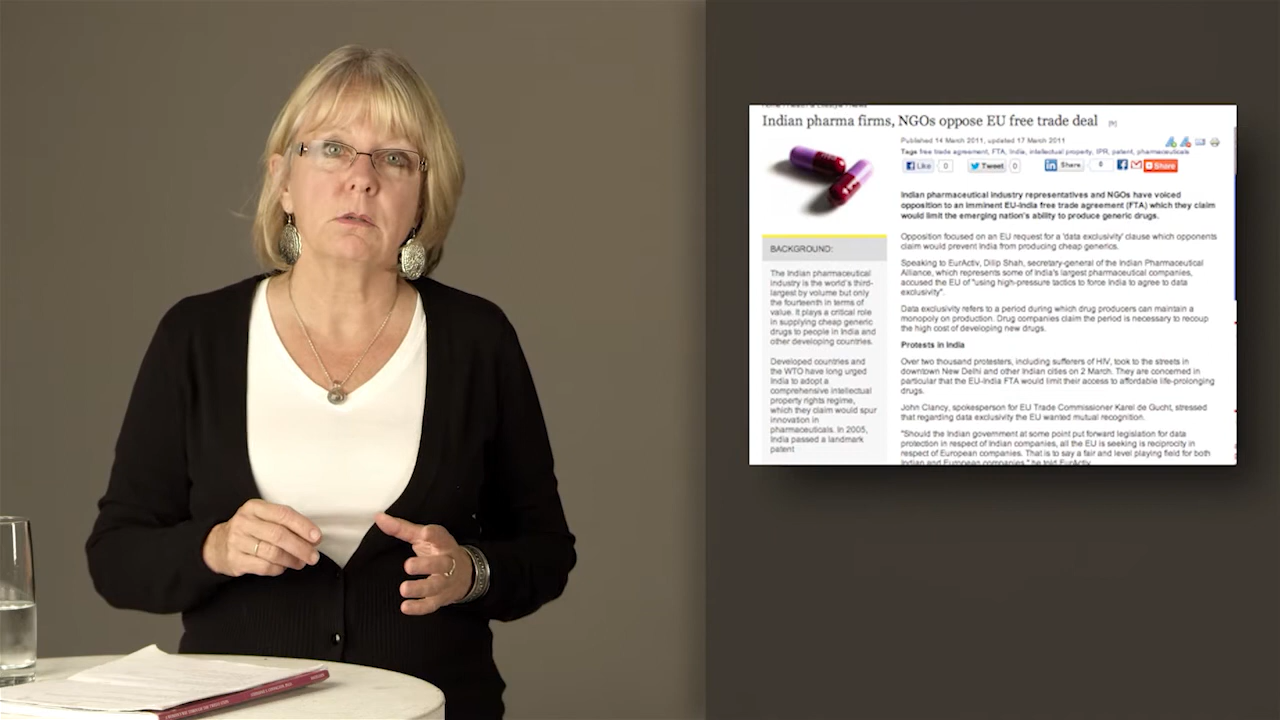 Indian pharma firms, NGOs oppose EU free trade deal
Published 14 March 2011, updated 17 March 2011
Tags free trade agreement, FTA, India, intellectual property, IPR, patent, pharmaceuticals
Like 0 Tweet 0 Share 0 Share
Indian pharmaceutical industry representatives and NGOs have voiced
opposition to an imminent EU-India free trade agreement (FTA) which they claim
would limit the emerging nation's ability to produce generic drugs.
Opposition focused on an EU request for a 'data exclusivity' clause which opponents
claim would prevent India from producing cheap generics.
Speaking to EurActiv, Dilip Shah, secretary-general of the Indian Pharmaceutical
Alliance, which represents some of India's largest pharmaceutical companies,
accused the EU of "using high-pressure tactics to force India to agree to data
exclusivity".
Data exclusivity refers to a period during which drug producers can maintain a
monopoly on production. Drug companies claim the period is necessary to recoup
the high cost of developing new drugs.
Protests in India
Over two thousand protesters, including sufferers of HIV, took to the streets in
downtown New Delhi and other Indian cities on 2 March. They are concerned in
particular that the EU-India FTA would limit their access to affordable life-prolonging
drugs.
John Clancy, spokesperson for EU Trade Commissioner Karel de Gucht, stressed
that regarding data exclusivity the EU wanted mutual recognition.
"Should the Indian government at some point put forward legislation for data
protection in respect of Indian companies, all the EU is seeking is reciprocity in
respect of European companies. That is to say a fair and level playing field for both
Indian and European companies," he told EurActiv.
BACKGROUND:
The Indian pharmaceutical
industry is the world's third-
largest by volume but only
the fourteenth in terms of
value. It plays a critical role
in supplying cheap generic
drugs to people in India and
other developing countries.
Developed countries and
the WTO have long urged
India to adopt a
comprehensive intellectual
property rights regime,
which they claim would spur
innovation in
pharmaceuticals. In 2005,
India passed a landmark
patent